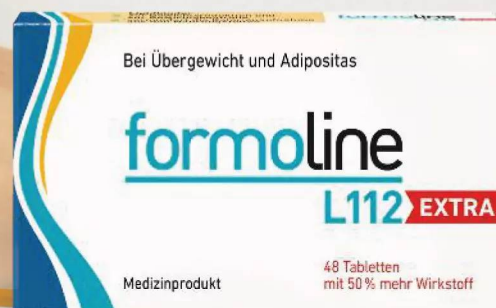 Bei Übergewicht und Adipositas
formoline
L112 EXTRA
48 Tabletten
mit 50 % mehr Wirkstoff
Medizinprodukt